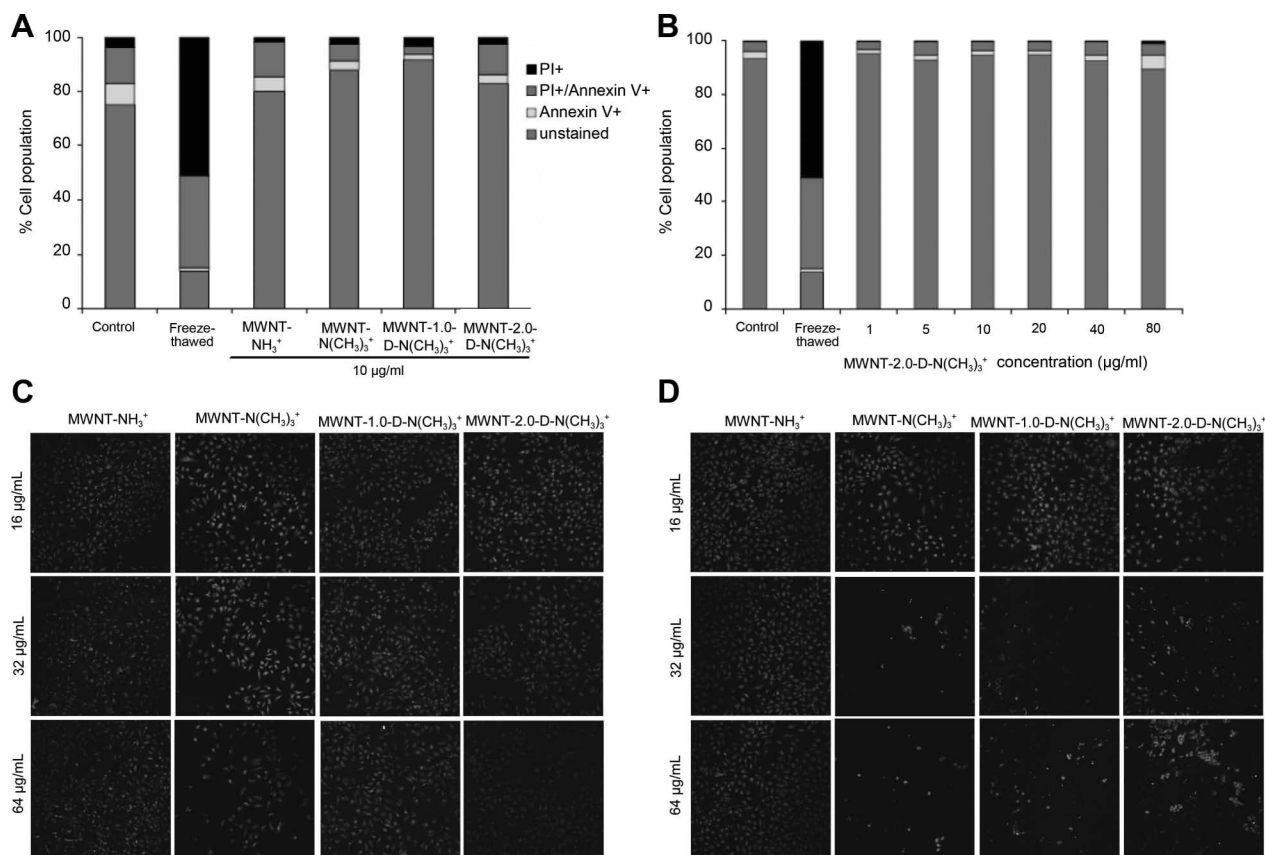 A
100
80
60
40
20
0
% Cell population
Control
Freeze-
thawed
MWNT-
NH₃⁺
MWNT-
N(CH₃)₃⁺
MWNT-1.0-
D-N(CH₃)₃⁺
MWNT-2.0-
D-N(CH₃)₃⁺
10 µg/ml
PI+
PI+/Annexin V+
Annexin V+
unstained
B
100
80
60
40
20
0
% Cell population
Control
Freeze-
thawed
1
5
10
20
40
80
MWNT-2.0-D-N(CH₃)₃⁺ concentration (µg/ml)
C
MWNT-NH₃⁺
MWNT-N(CH₃)₃⁺
MWNT-1.0-D-N(CH₃)₃⁺
MWNT-2.0-D-N(CH₃)₃⁺
16 µg/mL
32 µg/mL
64 µg/mL
D
MWNT-NH₃⁺
MWNT-N(CH₃)₃⁺
MWNT-1.0-D-N(CH₃)₃⁺
MWNT-2.0-D-N(CH₃)₃⁺
16 µg/mL
32 µg/mL
64 µg/mL